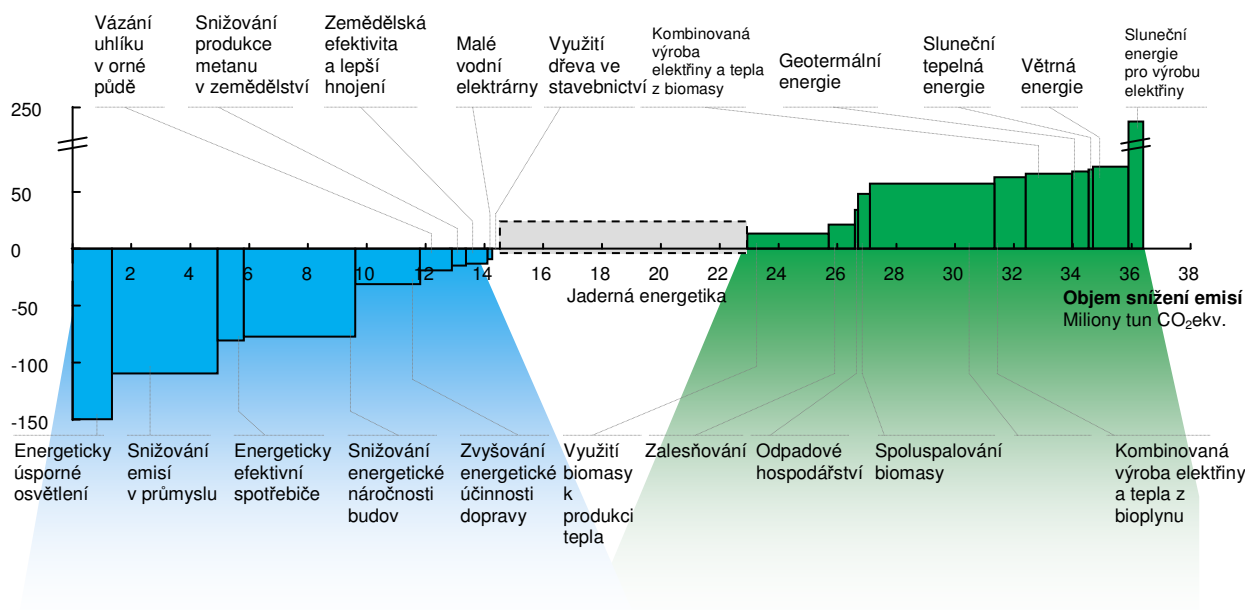 Vázání
uhlíku
v orné
půdě
Snižování
produkce
metanu
v zemědělství
Zemědělská
efektivita
a lepší
hnojení
Malé
vodní
elektrárny
Využití
dřeva ve
stavebnictví
Kombinovaná
výroba
elektřiny a tepla
z biomasy
Geotermální
energie
Sluneční
tepelná
energie
Větrná
energie
Sluneční
energie
pro výrobu
elektřiny
250
50
0
-50
-100
-150
2 4 6 8 10 12 14 16 18 20 22 24 26 28 30 32 34 36 38
Jaderná energetika
Objem snížení emisí
Miliony tun CO₂ekv.
Energeticky
úsporné
osvětlení
Snižování
emisí
v průmyslu
Energeticky
efektivní
spotřebiče
Snižování
energetické
náročnosti
budov
Zvyšování
energetické
účinnosti
dopravy
Využití
biomasy
k
produkci
tepla
Zalesňování
Odpadové
hospodářství
Spoluspalování
biomasy
Kombinovaná
výroba elektřiny
a tepla z
bioplynu